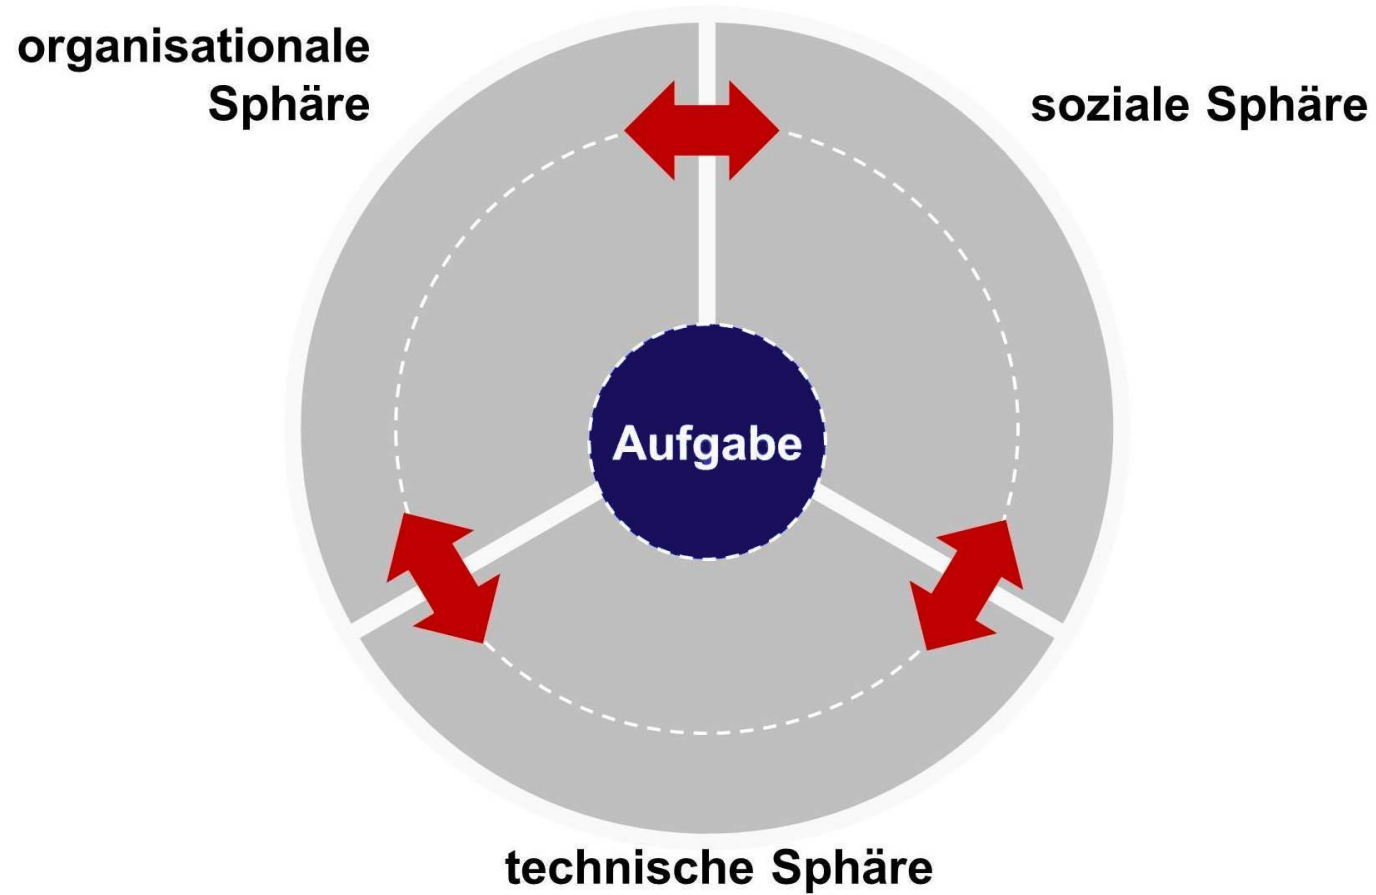 organisationale
Sphäre
soziale Sphäre
Aufgabe
technische Sphäre